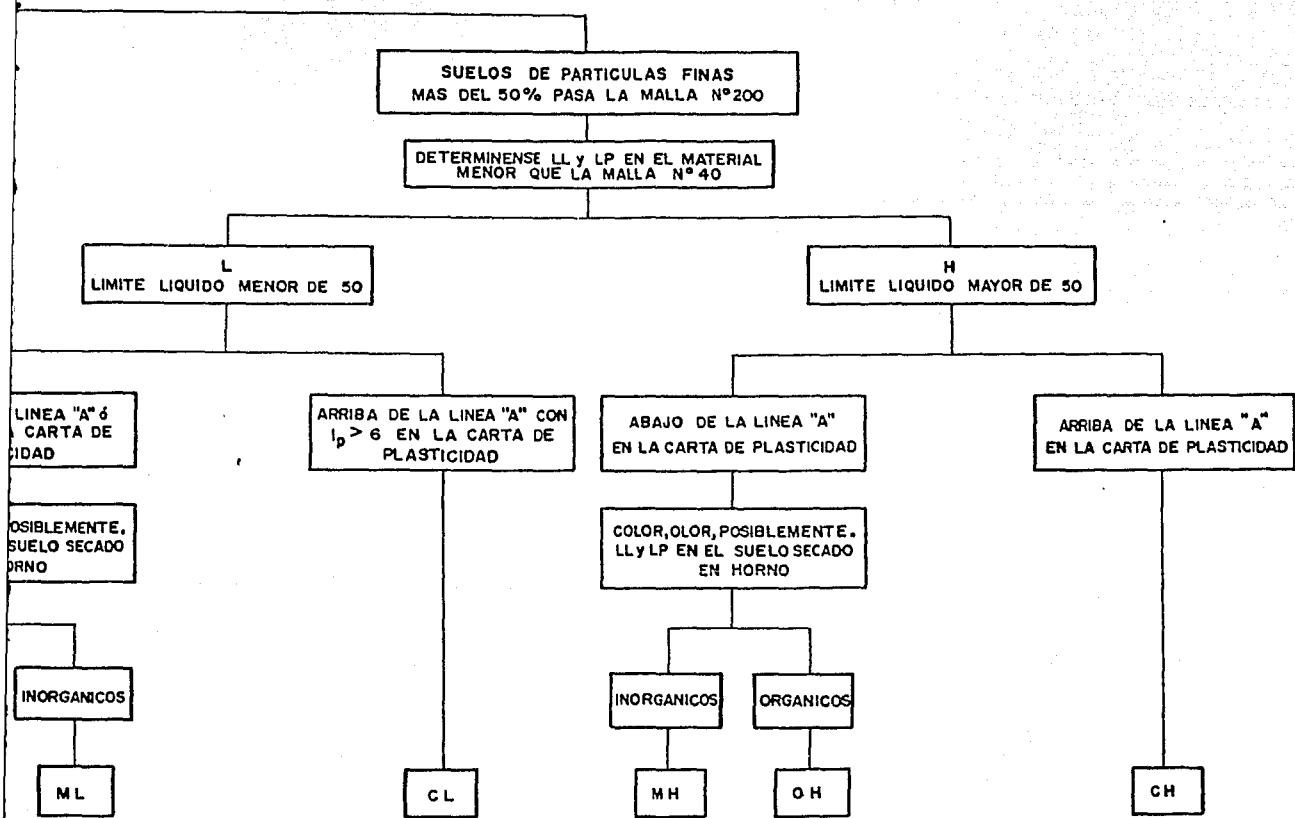 SUELOS DE PARTICULAS FINAS
MAS DEL 50% PASA LA MALLA N° 200
DETERMINENSE LL y LP EN EL MATERIAL
MENOR QUE LA MALLA N° 40
L
LIMITE LIQUIDO MENOR DE 50
H
LIMITE LIQUIDO MAYOR DE 50
LINEA "A" ó
CARTA DE
CIDAD
ARRIBA DE LA LINEA "A" CON
Ip > 6 EN LA CARTA DE
PLASTICIDAD
ABAJO DE LA LINEA "A"
EN LA CARTA DE PLASTICIDAD
ARRIBA DE LA LINEA "A"
EN LA CARTA DE PLASTICIDAD
OSIBLEMENTE.
SUELO SECADO
ORNO
COLOR, OLOR, POSIBLEMENTE.
LL y LP EN EL SUELO SECADO
EN HORNO
INORGANICOS
INORGANICOS
ORGANICOS
ML
CL
MH
OH
CH